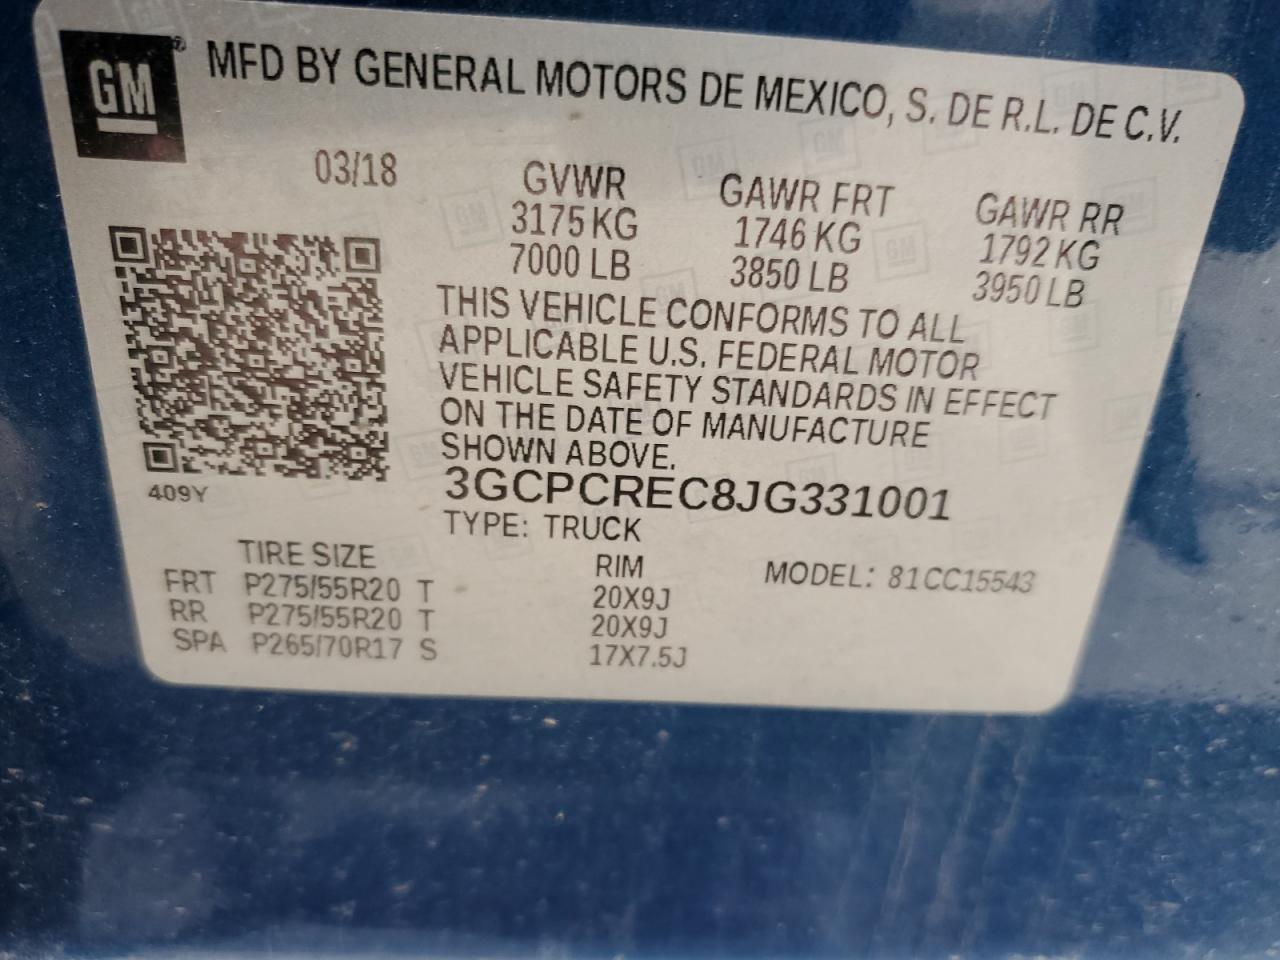 GM ® MFD BY GENERAL MOTORS DE MEXICO, S. DE R.L. DE C.V.
03/18 GVWR GAWR FRT GAWR RR
3175 KG 1746 KG 1792 KG
7000 LB 3850 LB 3950 LB
THIS VEHICLE CONFORMS TO ALL
APPLICABLE U.S. FEDERAL MOTOR
VEHICLE SAFETY STANDARDS IN EFFECT
ON THE DATE OF MANUFACTURE
SHOWN ABOVE.
409Y
3GCPCREC8JG331001
TYPE: TRUCK
TIRE SIZE RIM MODEL: 81CC15543
FRT P275/55R20 T 20X9J
RR P275/55R20 T 20X9J
SPA P265/70R17 S 17X7.5J